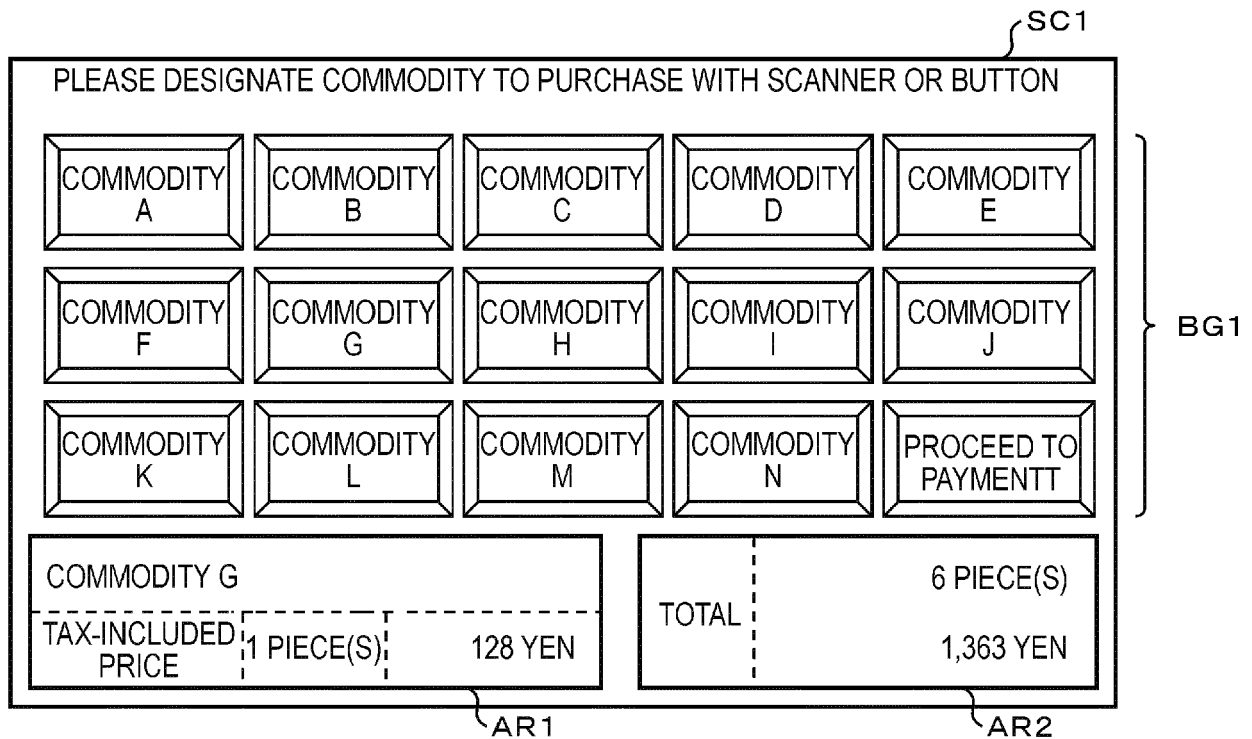 SC1
PLEASE DESIGNATE COMMODITY TO PURCHASE WITH SCANNER OR BUTTON
COMMODITY
A
COMMODITY
B
COMMODITY
C
COMMODITY
D
COMMODITY
E
COMMODITY
F
COMMODITY
G
COMMODITY
H
COMMODITY
I
COMMODITY
J
BG1
COMMODITY
K
COMMODITY
L
COMMODITY
M
COMMODITY
N
PROCEED TO
PAYMENTT
COMMODITY G
TAX-INCLUDED
PRICE
1 PIECE(S)
128 YEN
TOTAL
6 PIECE(S)
1,363 YEN
AR1
AR2